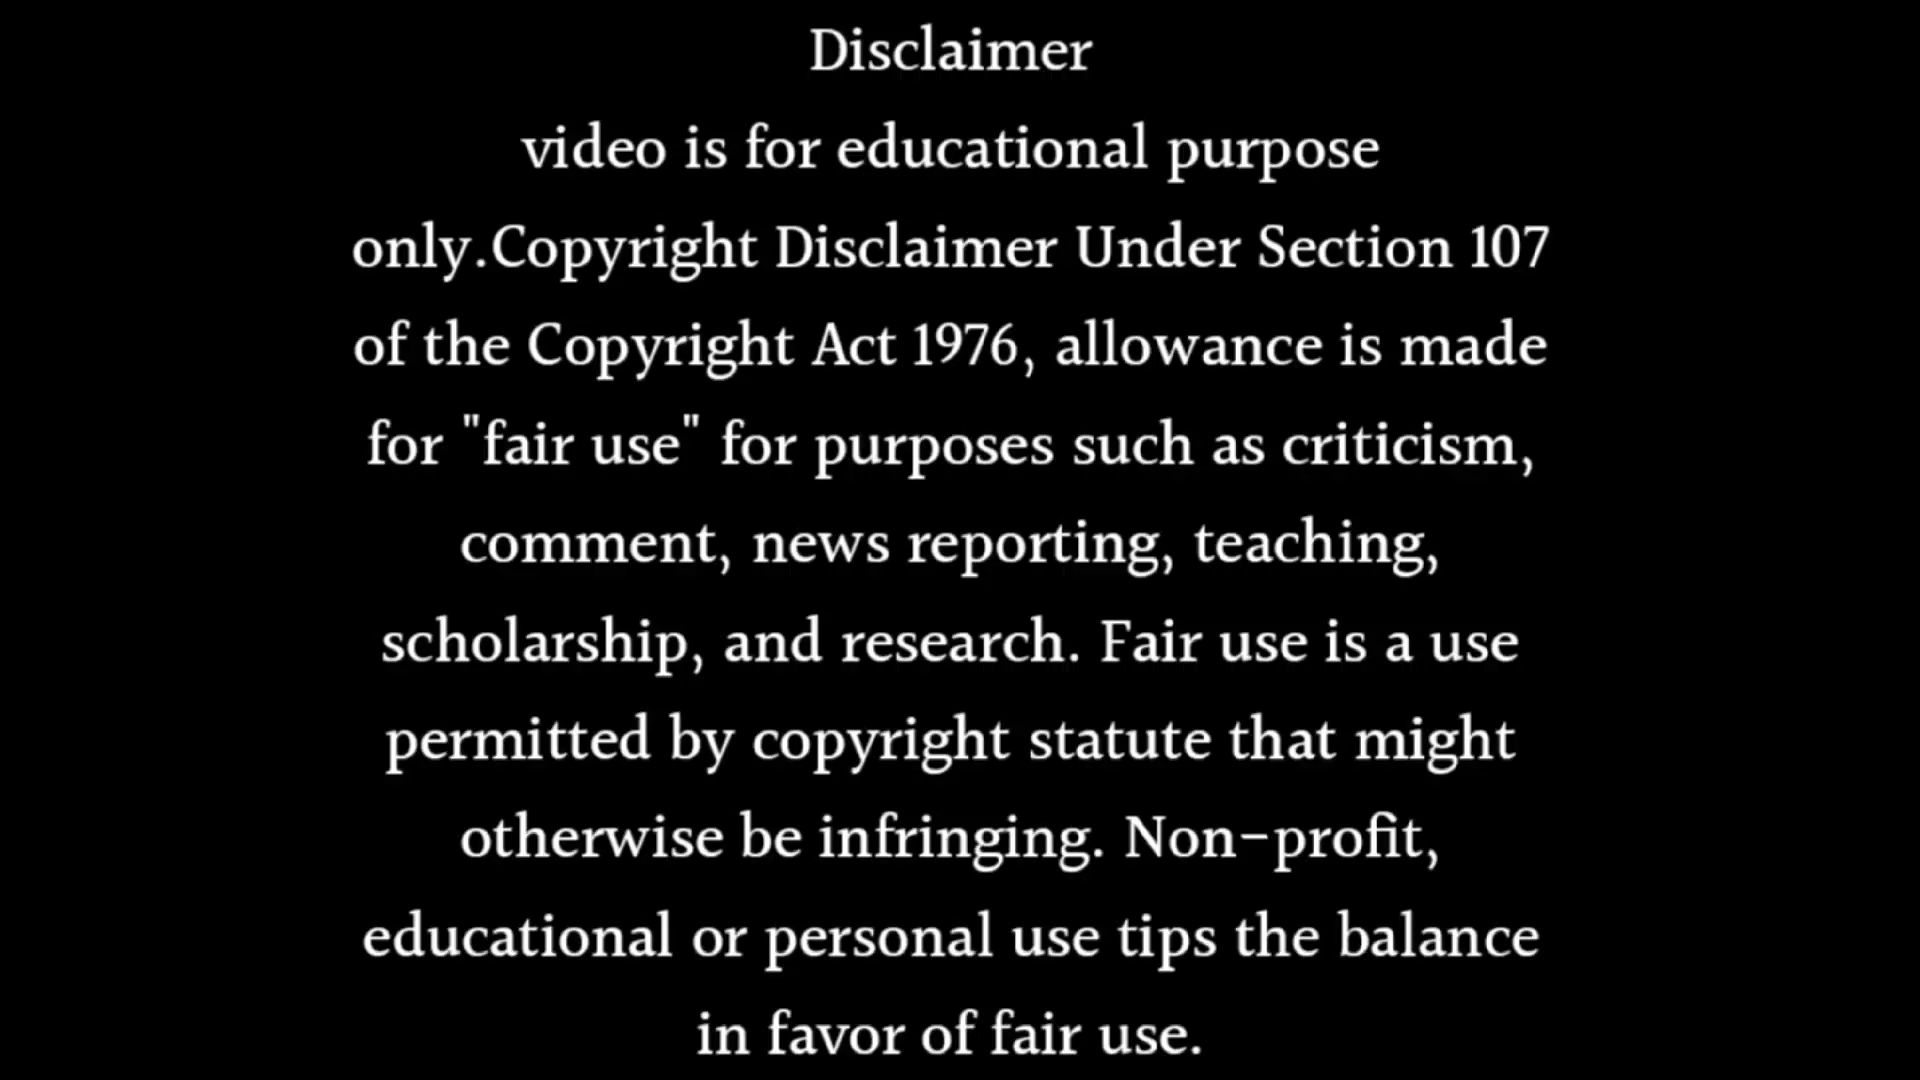 Disclaimer
video is for educational purpose
only.Copyright Disclaimer Under Section 107
of the Copyright Act 1976, allowance is made
for "fair use" for purposes such as criticism,
comment, news reporting, teaching,
scholarship, and research. Fair use is a use
permitted by copyright statute that might
otherwise be infringing. Non-profit,
educational or personal use tips the balance
in favor of fair use.